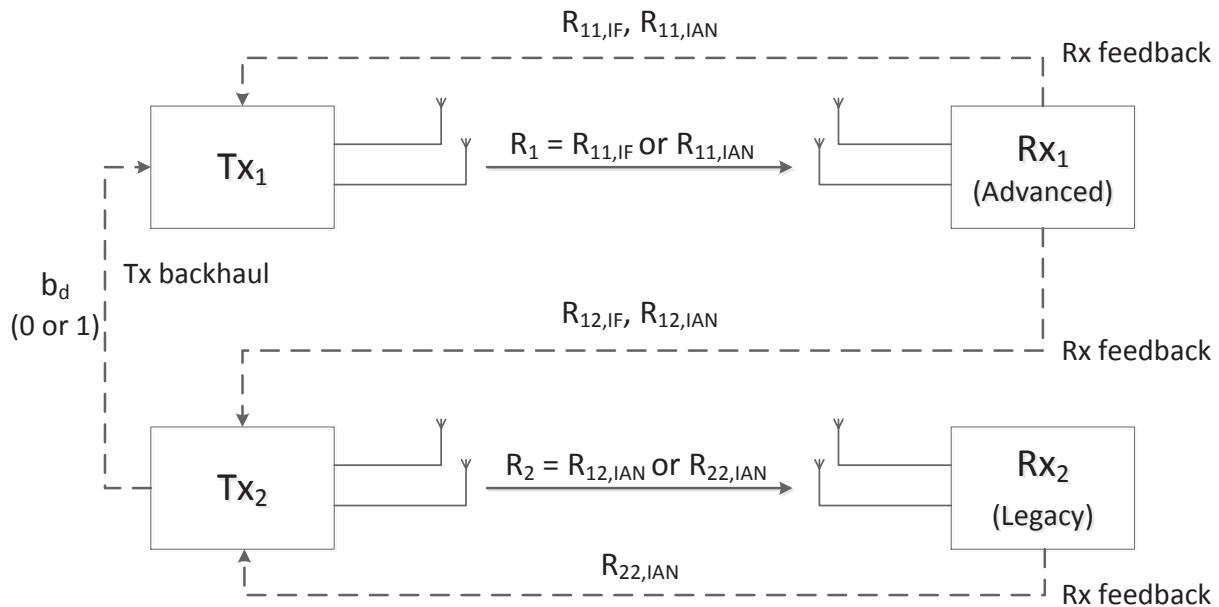 R11,IF, R11,IAN
Rx feedback
Tx1
R1 = R11,IF or R11,IAN
Rx1
(Advanced)
Tx backhaul
bd
(0 or 1)
R12,IF, R12,IAN
Rx feedback
Tx2
R2 = R12,IAN or R22,IAN
Rx2
(Legacy)
R22,IAN
Rx feedback